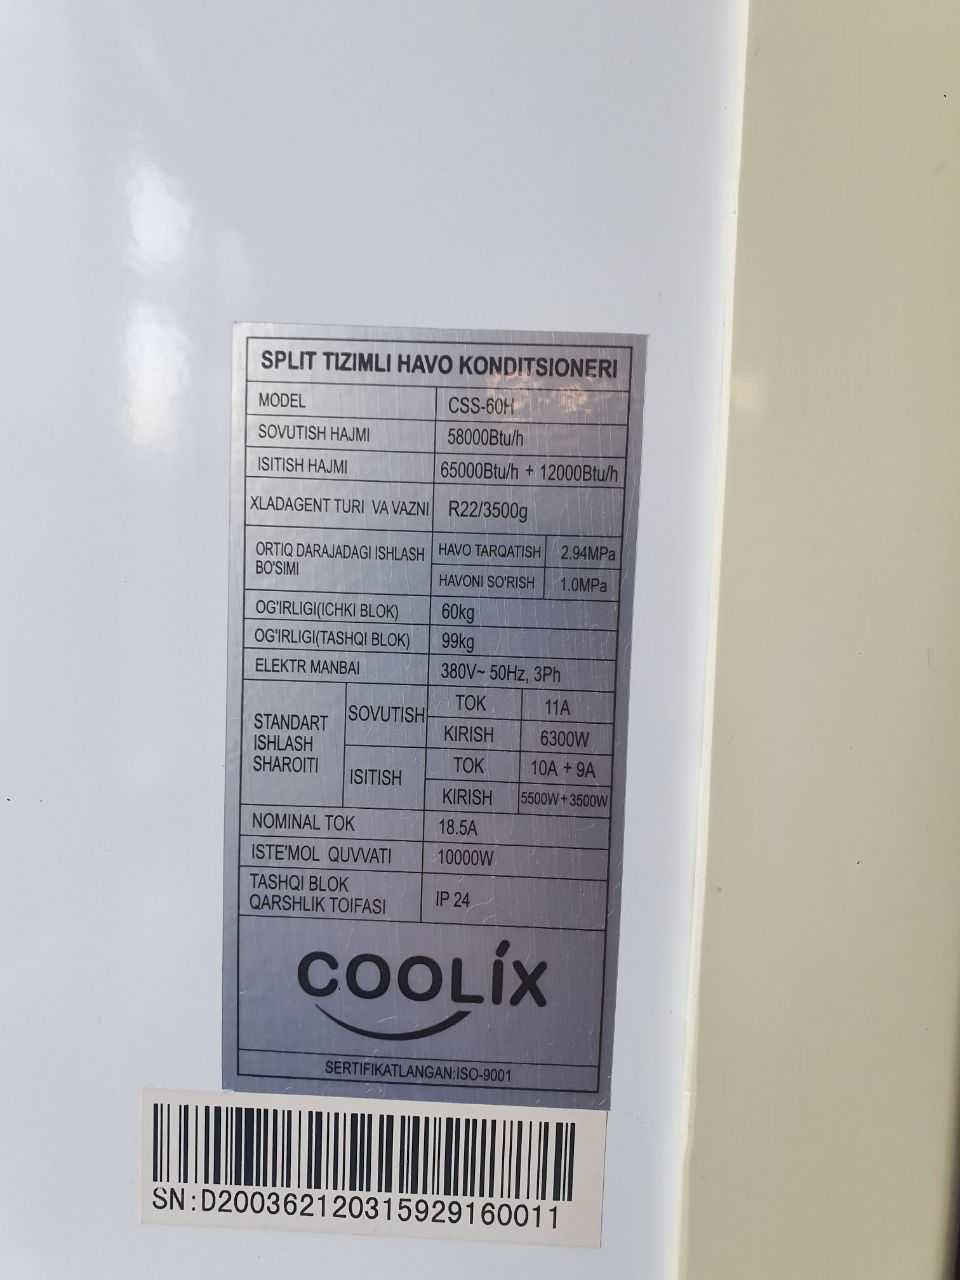 SPLIT TIZIMLI HAVO KONDITSIONERI
MODEL CSS-60H
SOVUTISH HAJMI 58000Btu/h
ISITISH HAJMI 65000Btu/h + 12000Btu/h
XLADAGENT TURI VA VAZNI R22/3500g
ORTIQ DARAJADAGI ISHLASH BO'SIMI HAVO TARQATISH 2.94MPa
HAVONI SO'RISH 1.0MPa
OG'IRLIGI(ICHKI BLOK) 60kg
OG'IRLIGI(TASHQI BLOK) 99kg
ELEKTR MANBAI 380V~ 50Hz, 3Ph
STANDART ISHLASH SHAROITI SOVUTISH TOK 11A
KIRISH 6300W
ISITISH TOK 10A + 9A
KIRISH 5500W+3500W
NOMINAL TOK 18.5A
ISTE'MOL QUVVATI 10000W
TASHQI BLOK QARSHLIK TOIFASI IP 24
COOLIX
SERTIFIKATLANGAN:ISO-9001
SN:D200362120315929160011